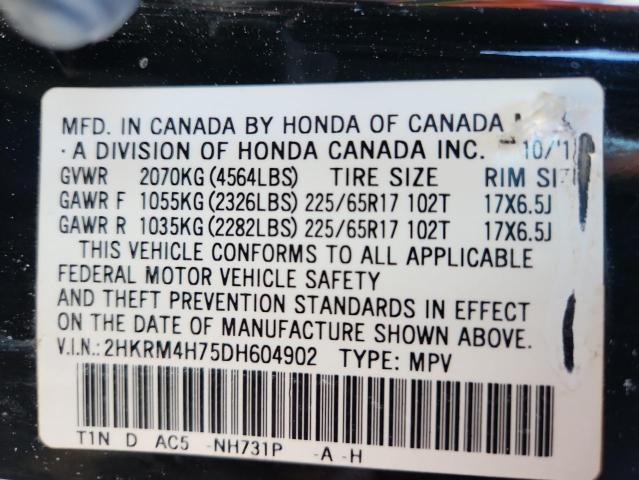 MFD. IN CANADA BY HONDA OF CANADA
· A DIVISION OF HONDA CANADA INC. 10/'1
GVWR 2070KG (4564LBS) TIRE SIZE RIM SI
GAWR F 1055KG (2326LBS) 225/65R17 102T 17X6.5J
GAWR R 1035KG (2282LBS) 225/65R17 102T 17X6.5J
THIS VEHICLE CONFORMS TO ALL APPLICABLE
FEDERAL MOTOR VEHICLE SAFETY
AND THEFT PREVENTION STANDARDS IN EFFECT
ON THE DATE OF MANUFACTURE SHOWN ABOVE.
V.I.N.:2HKRM4H75DH604902 TYPE: MPV
T1N D AC5 -NH731P -A -H